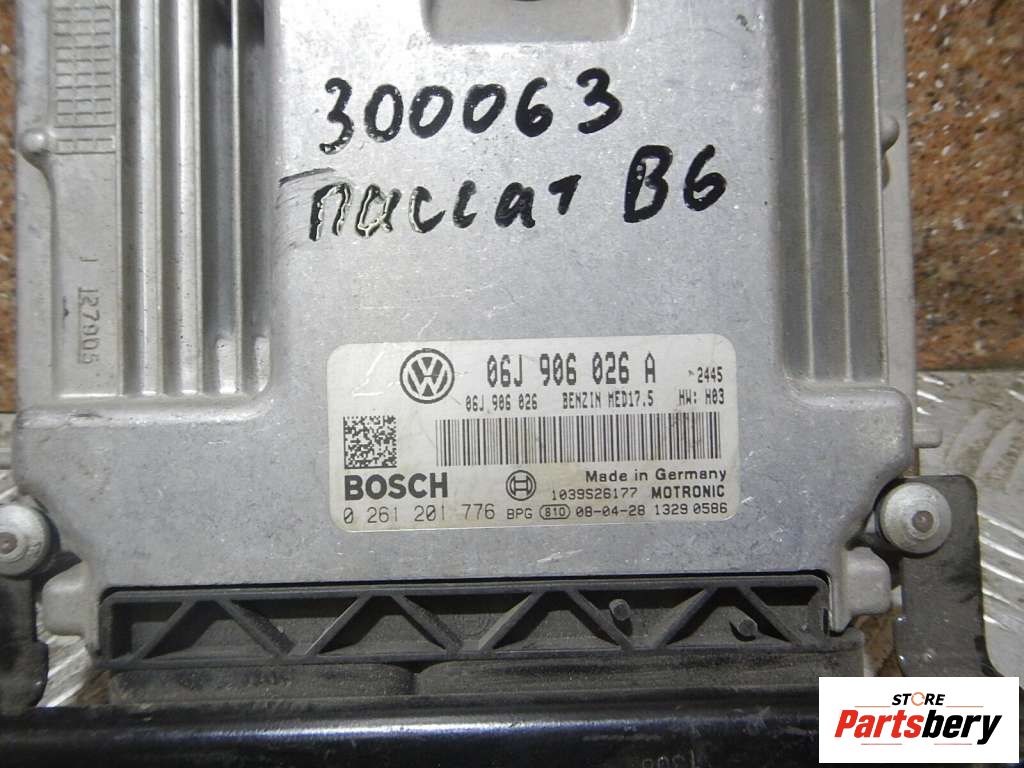 300063
пассат B6
127905
06J 906 026 A -2445
06J 906 026 BENZIN MED17.5 HW: H03
Made in Germany
BOSCH 1039S26177 MOTRONIC
0 261 201 776 BPG 810 08-04-28 1329 0586
STORE
Partsbery